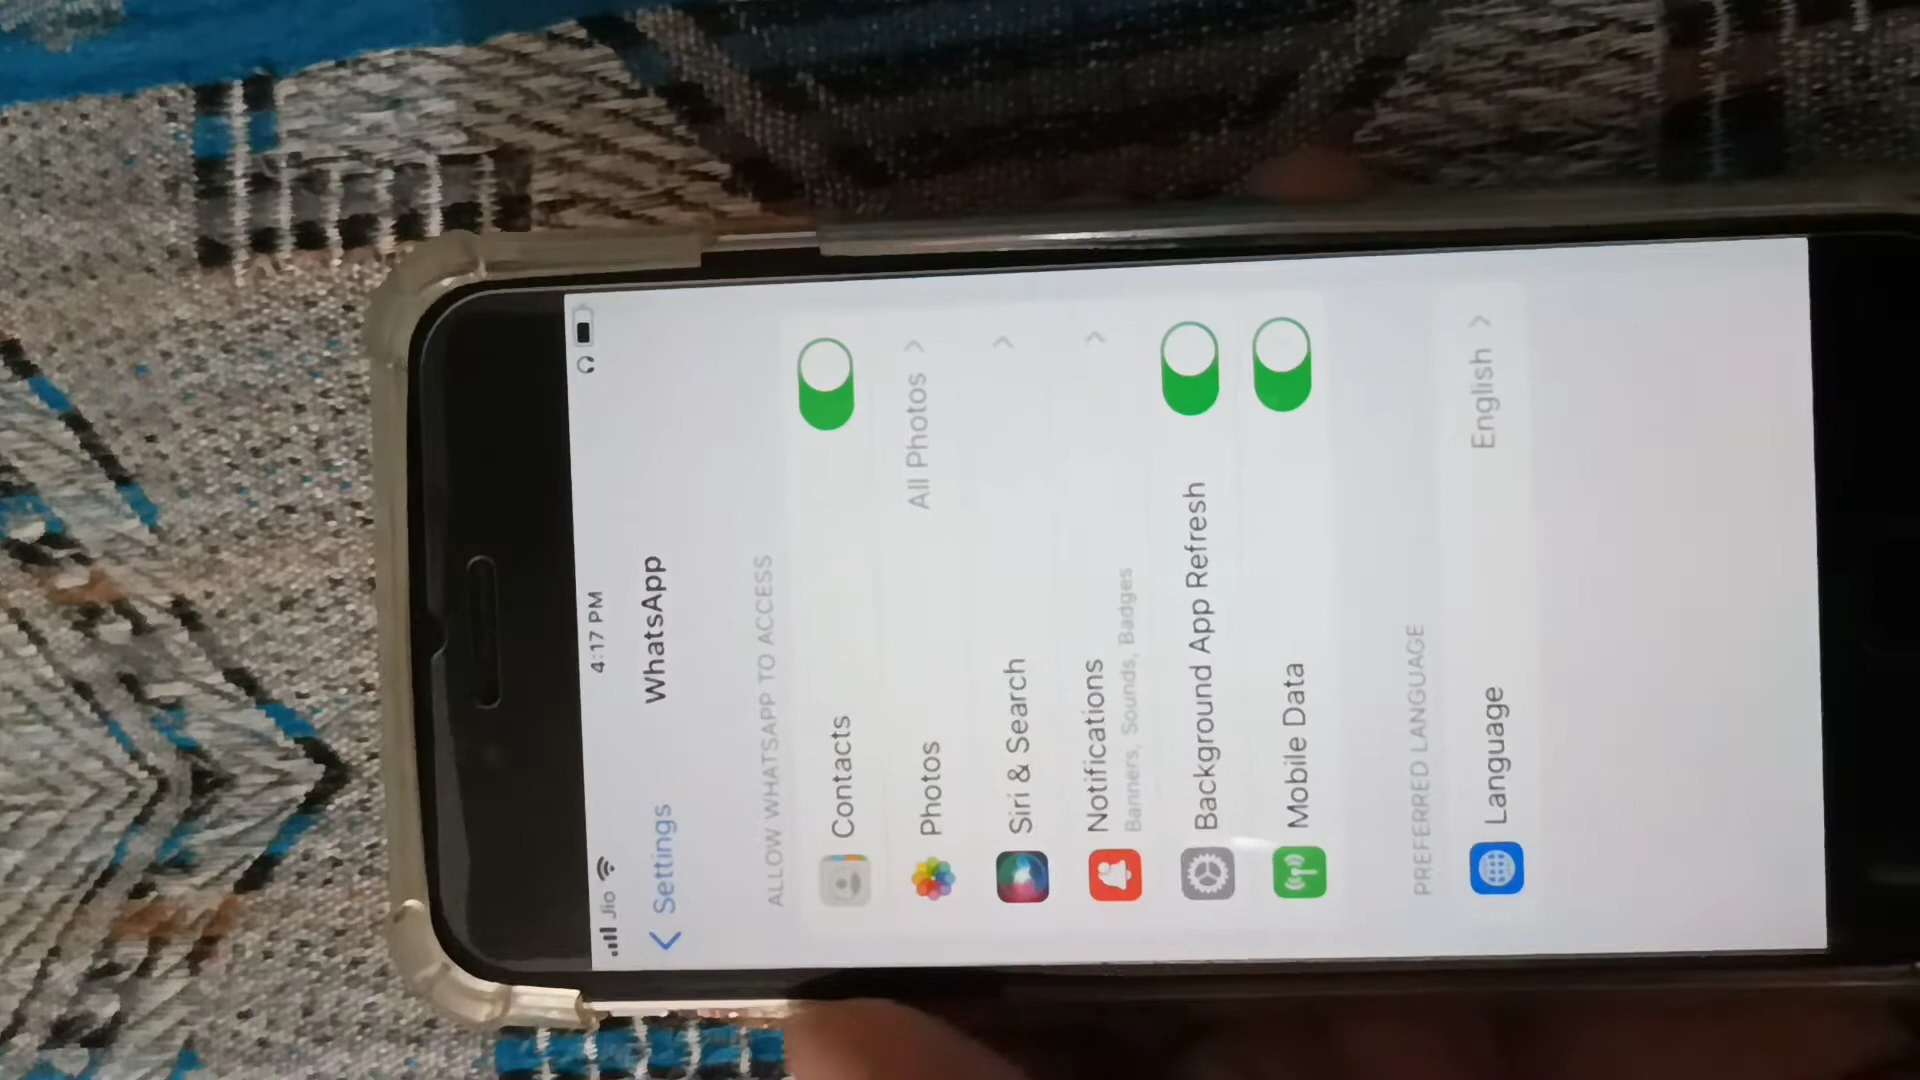 Jio 4:17 PM
Settings WhatsApp
ALLOW WHATSAPP TO ACCESS
Contacts
Photos All Photos
Siri & Search
Notifications
Banners, Sounds, Badges
Background App Refresh
Mobile Data
PREFERRED LANGUAGE
Language English